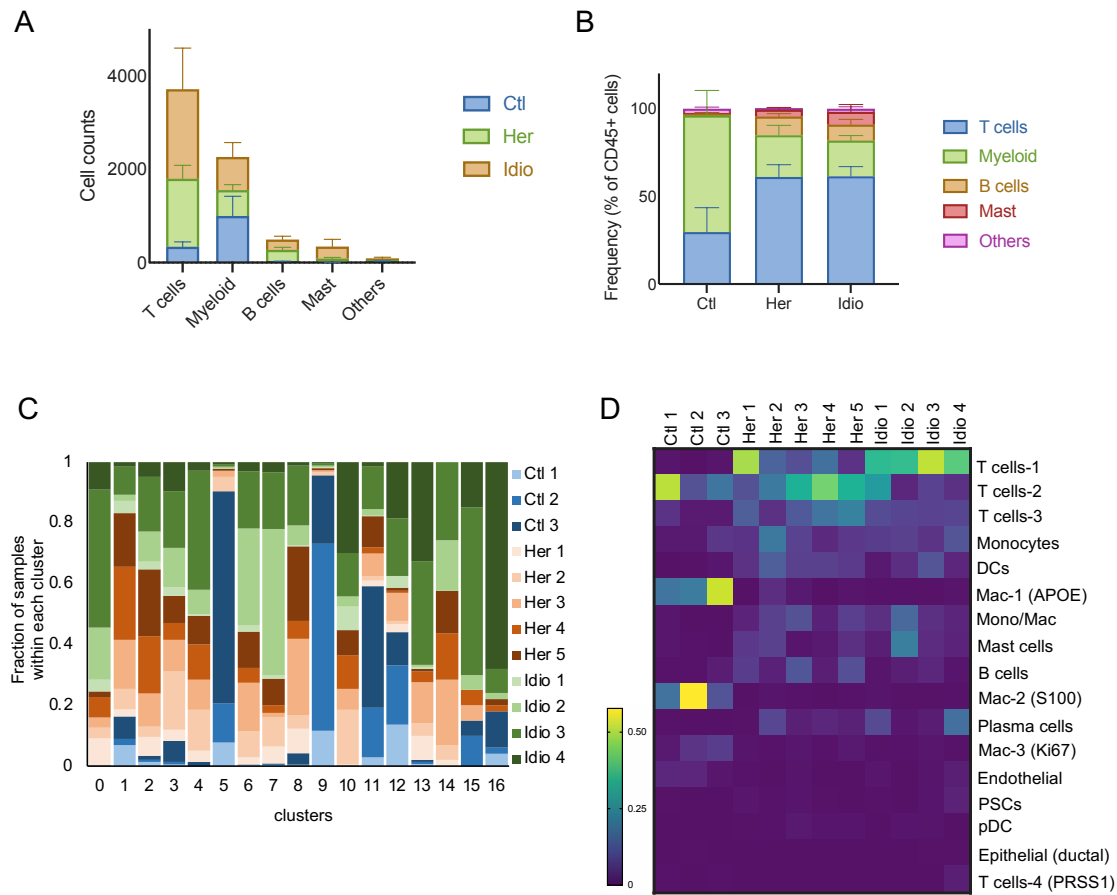 A
Cell counts
4000
2000
0
T cells
Myeloid
B cells
Mast
Others
Ctl
Her
Idio
B
Frequency (% of CD45+ cells)
100
50
0
Ctl
Her
Idio
T cells
Myeloid
B cells
Mast
Others
C
Fraction of samples
within each cluster
1
0.8
0.6
0.4
0.2
0
0 1 2 3 4 5 6 7 8 9 10 11 12 13 14 15 16
clusters
Ctl 1
Ctl 2
Ctl 3
Her 1
Her 2
Her 3
Her 4
Her 5
Idio 1
Idio 2
Idio 3
Idio 4
D
Ctl 1
Ctl 2
Ctl 3
Her 1
Her 2
Her 3
Her 4
Her 5
Idio 1
Idio 2
Idio 3
Idio 4
T cells-1
T cells-2
T cells-3
Monocytes
DCs
Mac-1 (APOE)
Mono/Mac
Mast cells
B cells
Mac-2 (S100)
Plasma cells
Mac-3 (Ki67)
Endothelial
PSCs
pDC
Epithelial (ductal)
T cells-4 (PRSS1)
0.50
0.25
0